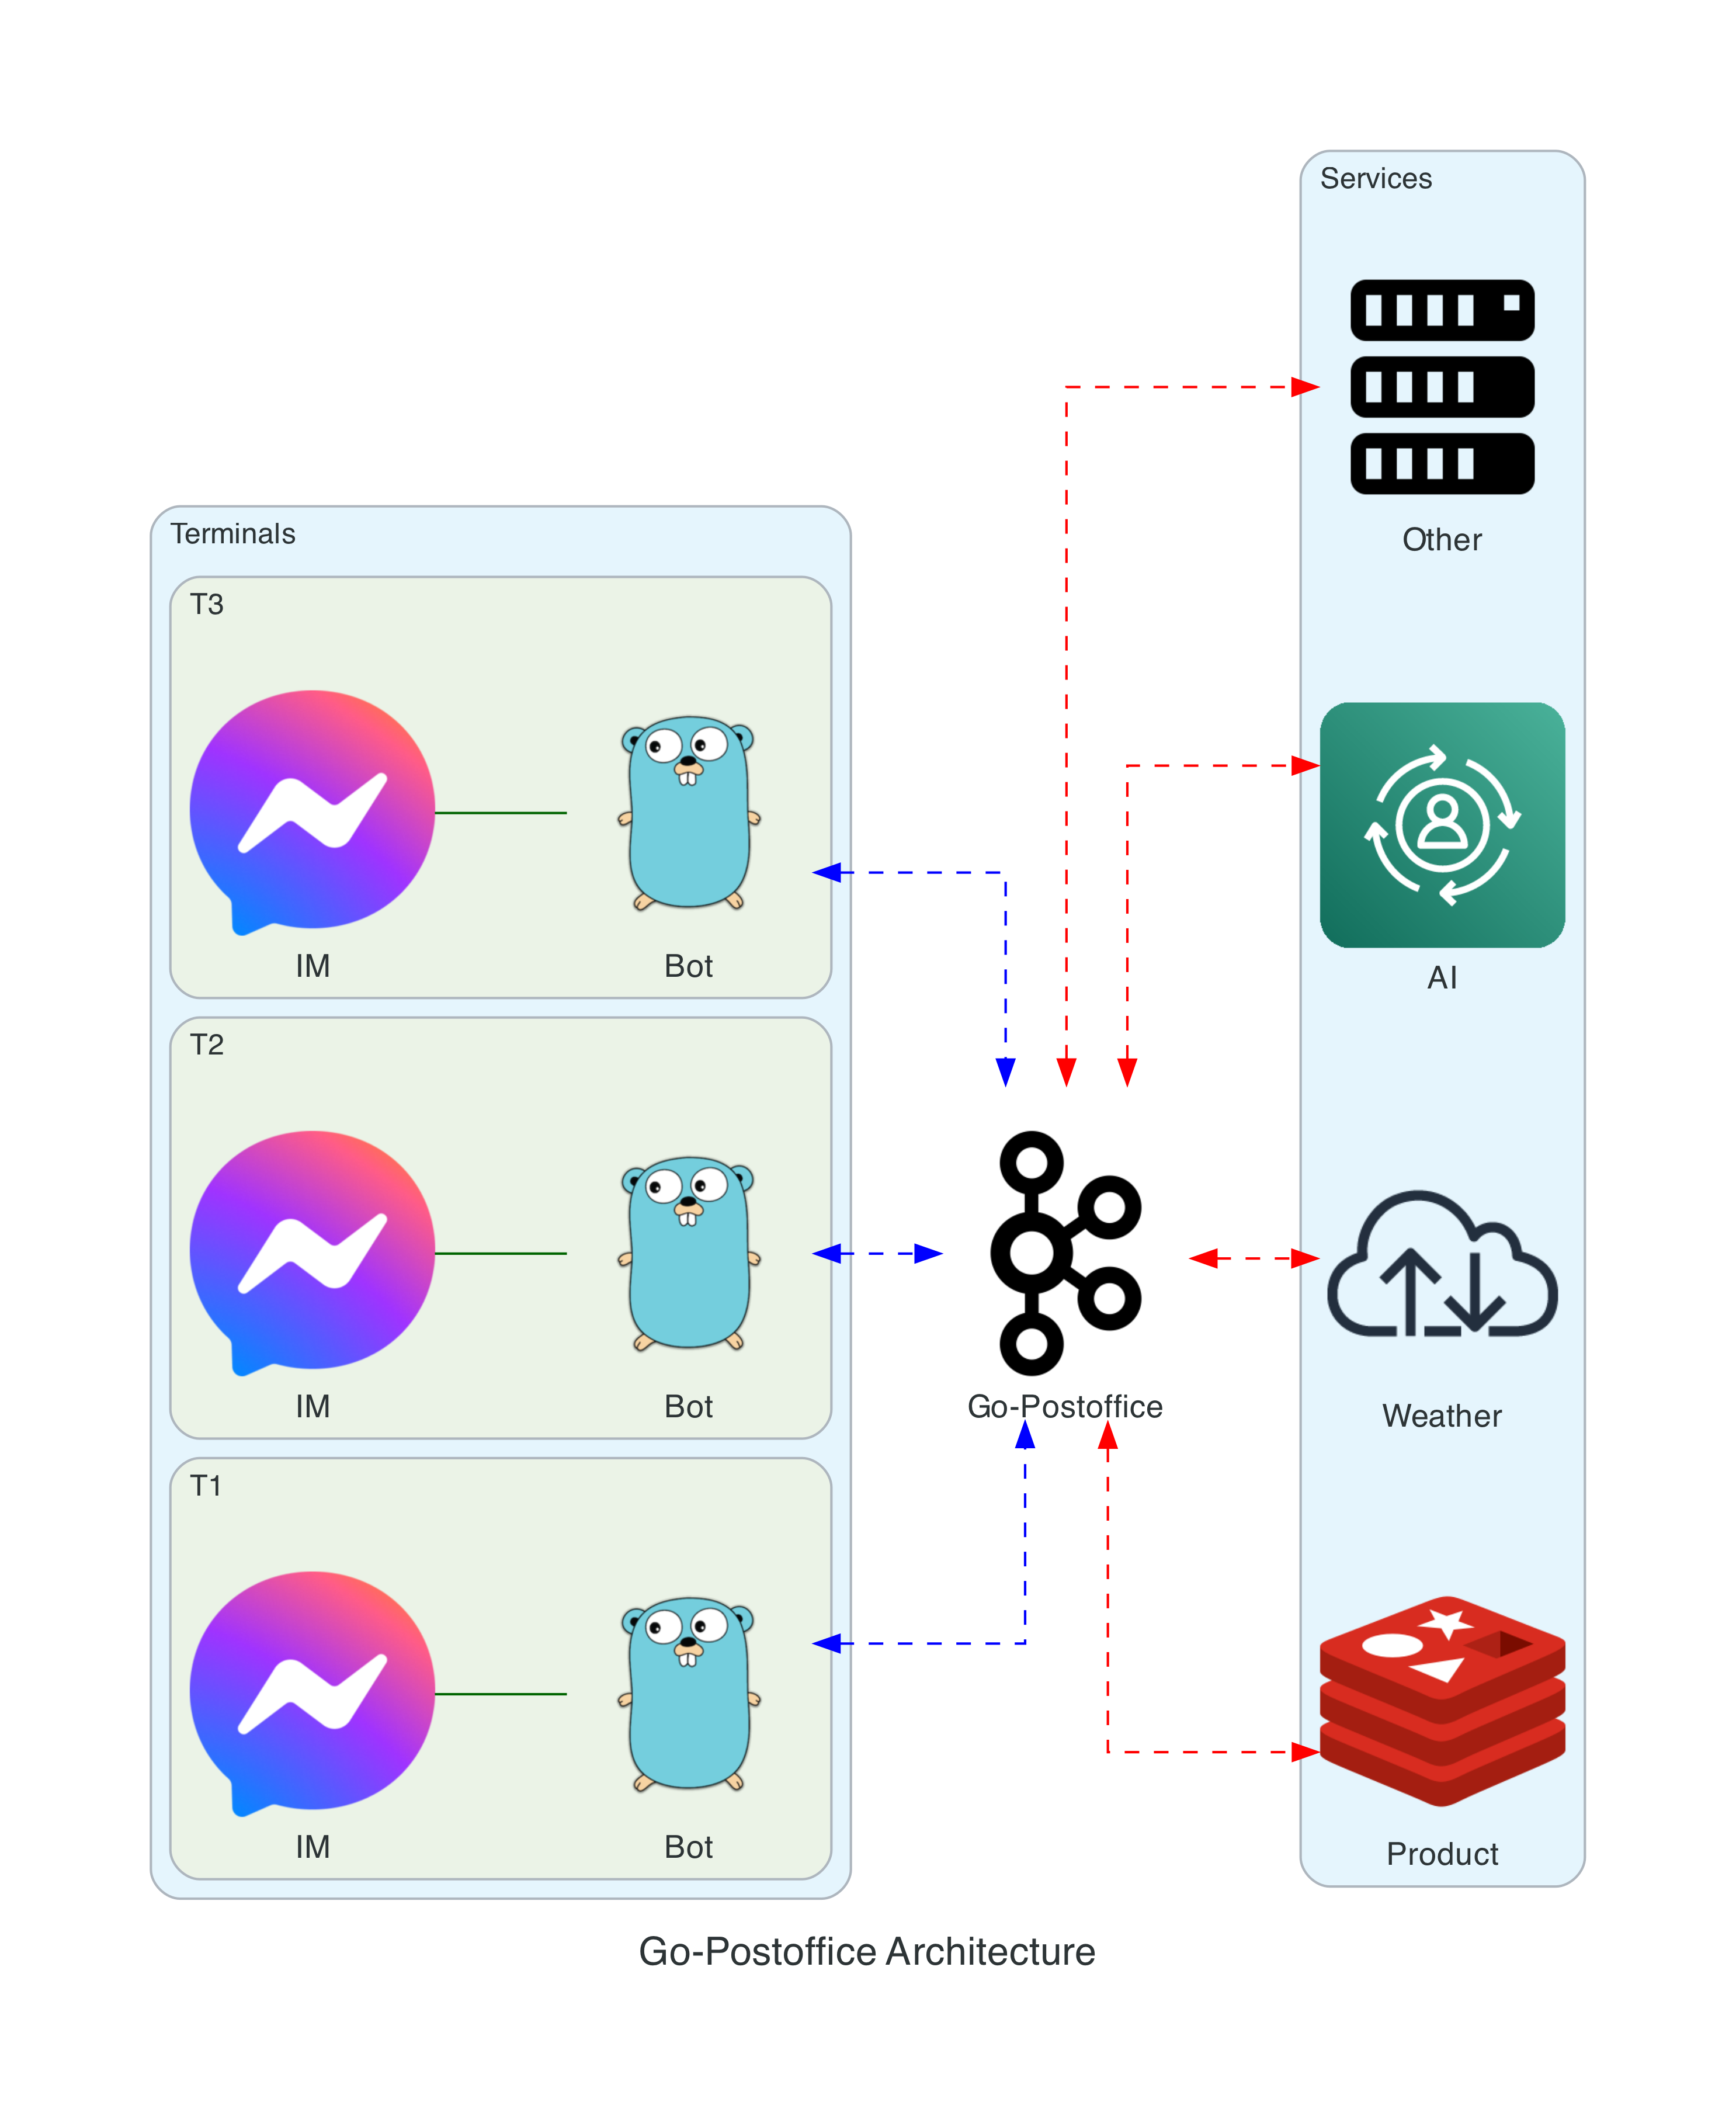 Services
Other
Terminals
T3
IM
Bot
AI
T2
IM
Bot
Go-Postoffice
Weather
T1
IM
Bot
Product
Go-Postoffice Architecture